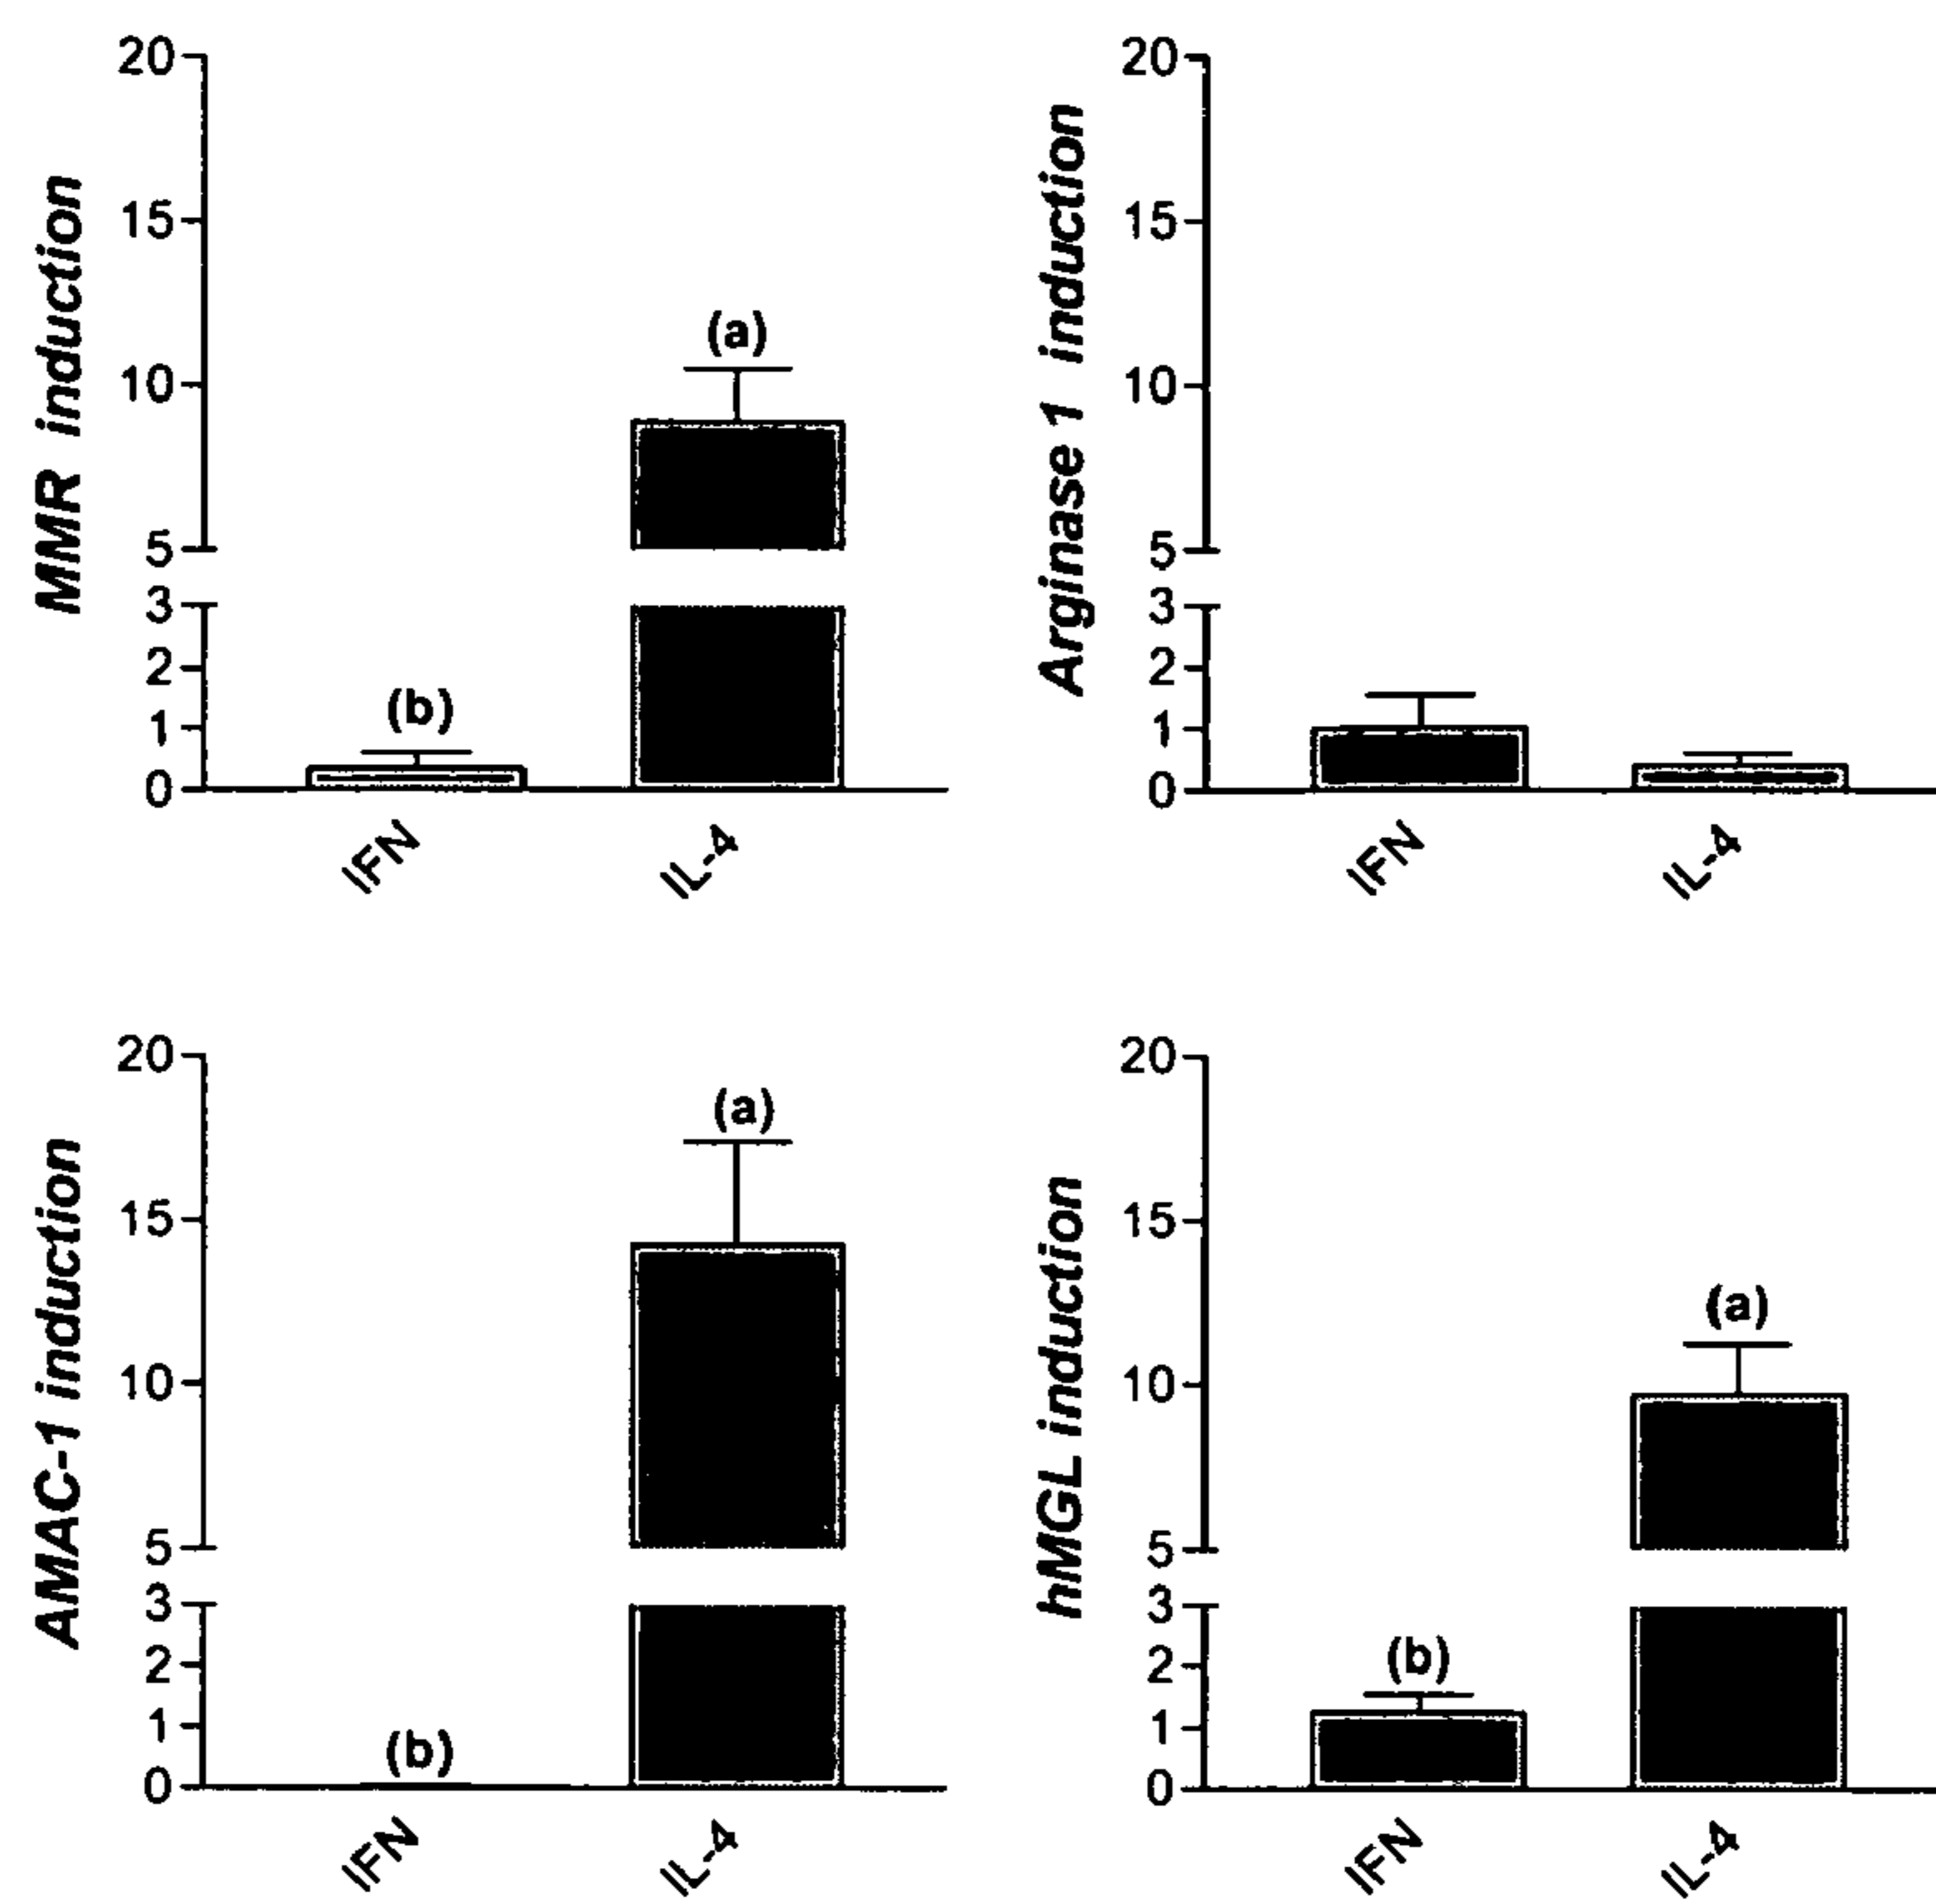 MMR induction
20
15
10
5
3
2
1
0
(a)
(b)
IFN
IL-4
Arginase 1 induction
20
15
10
5
3
2
1
0
IFN
IL-4
AMAC-1 induction
20
15
10
5
3
2
1
0
(a)
(b)
IFN
IL-4
hMGL induction
20
15
10
5
3
2
1
0
(a)
(b)
IFN
IL-4